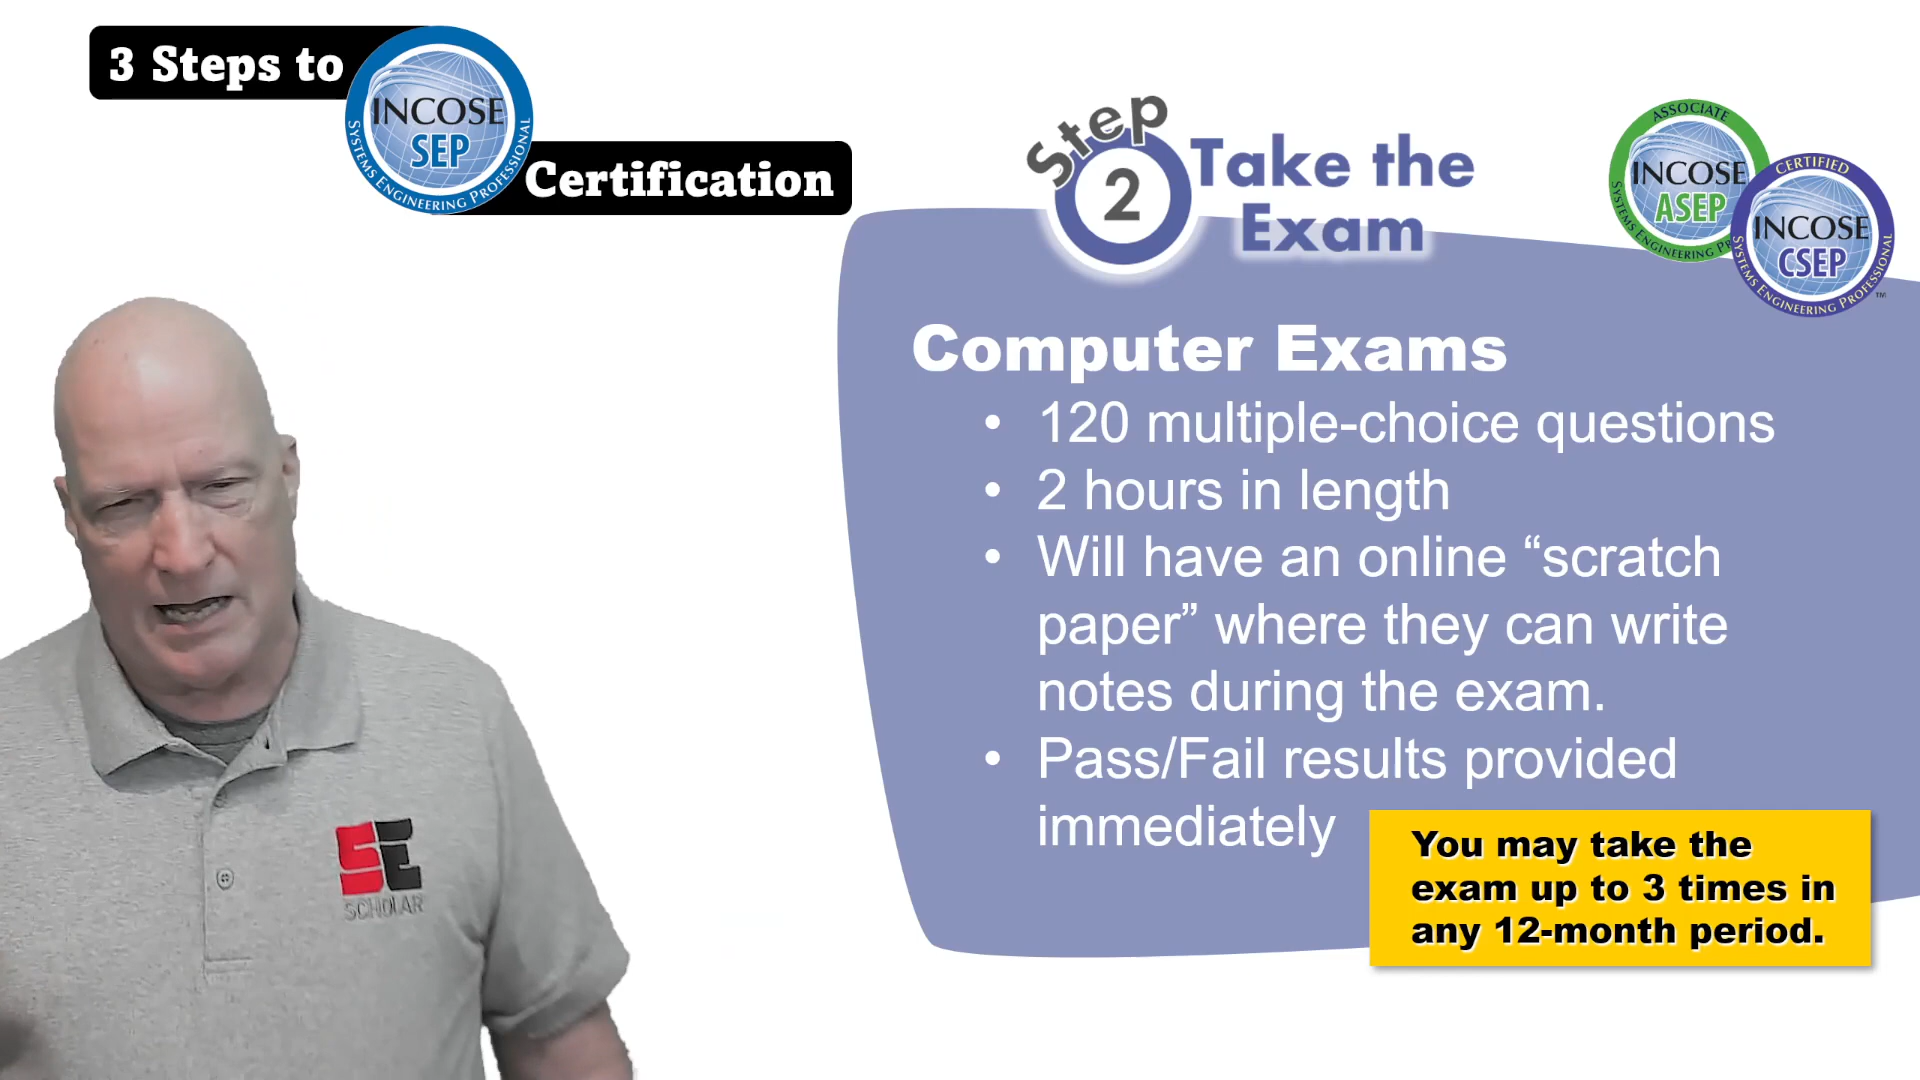 3 Steps to
INCOSE
SEP
SYSTEMS ENGINEERING PROFESSIONAL
Certification
Step
2
Take the
Exam
ASSOCIATE
INCOSE
ASEP
SYSTEMS ENGINEERING
CERTIFIED
INCOSE
CSEP
SYSTEMS ENGINEERING PROFESSIONAL
™
Computer Exams
• 120 multiple-choice questions
• 2 hours in length
• Will have an online “scratch
paper” where they can write
notes during the exam.
• Pass/Fail results provided
immediately
You may take the
exam up to 3 times in
any 12-month period.
SE
SCHOLAR